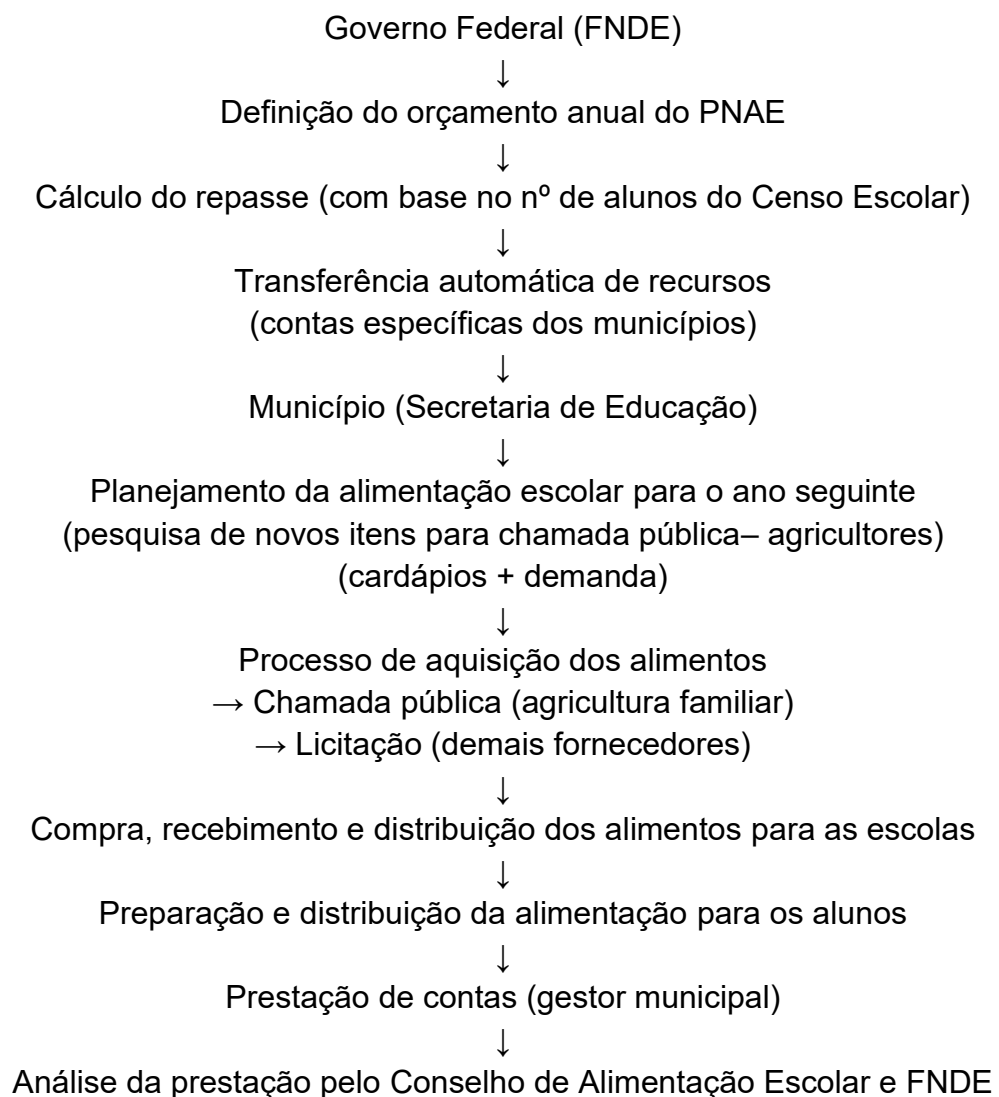 Governo Federal (FNDE)
↓
Definição do orçamento anual do PNAE
↓
Cálculo do repasse (com base no nº de alunos do Censo Escolar)
↓
Transferência automática de recursos
(contas específicas dos municípios)
↓
Município (Secretaria de Educação)
↓
Planejamento da alimentação escolar para o ano seguinte
(pesquisa de novos itens para chamada pública– agricultores)
(cardápios + demanda)
↓
Processo de aquisição dos alimentos
→ Chamada pública (agricultura familiar)
→ Licitação (demais fornecedores)
↓
Compra, recebimento e distribuição dos alimentos para as escolas
↓
Preparação e distribuição da alimentação para os alunos
↓
Prestação de contas (gestor municipal)
↓
Análise da prestação pelo Conselho de Alimentação Escolar e FNDE